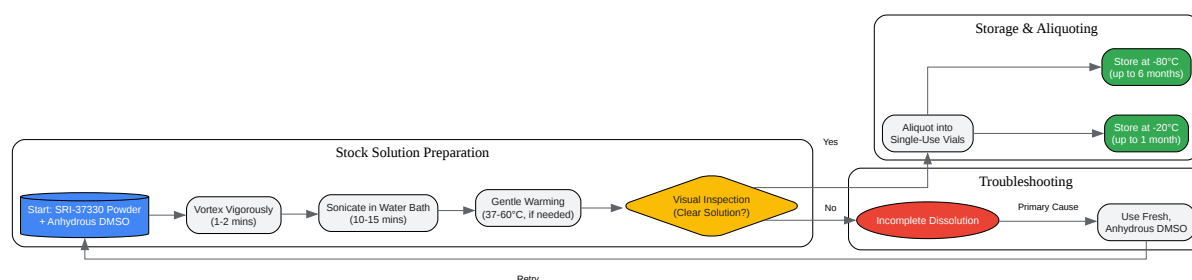 Storage & Aliquoting
Store at -80°C
(up to 6 months)
Aliquot into
Single-Use Vials
Store at -20°C
(up to 1 month)
Yes
Stock Solution Preparation
Start: SRI-37330 Powder
+ Anhydrous DMSO
Vortex Vigorously
(1-2 mins)
Sonicate in Water Bath
(10-15 mins)
Gentle Warming
(37-60°C, if needed)
Visual Inspection
(Clear Solution?)
No
Troubleshooting
Incomplete Dissolution
Primary Cause
Use Fresh,
Anhydrous DMSO
Retry